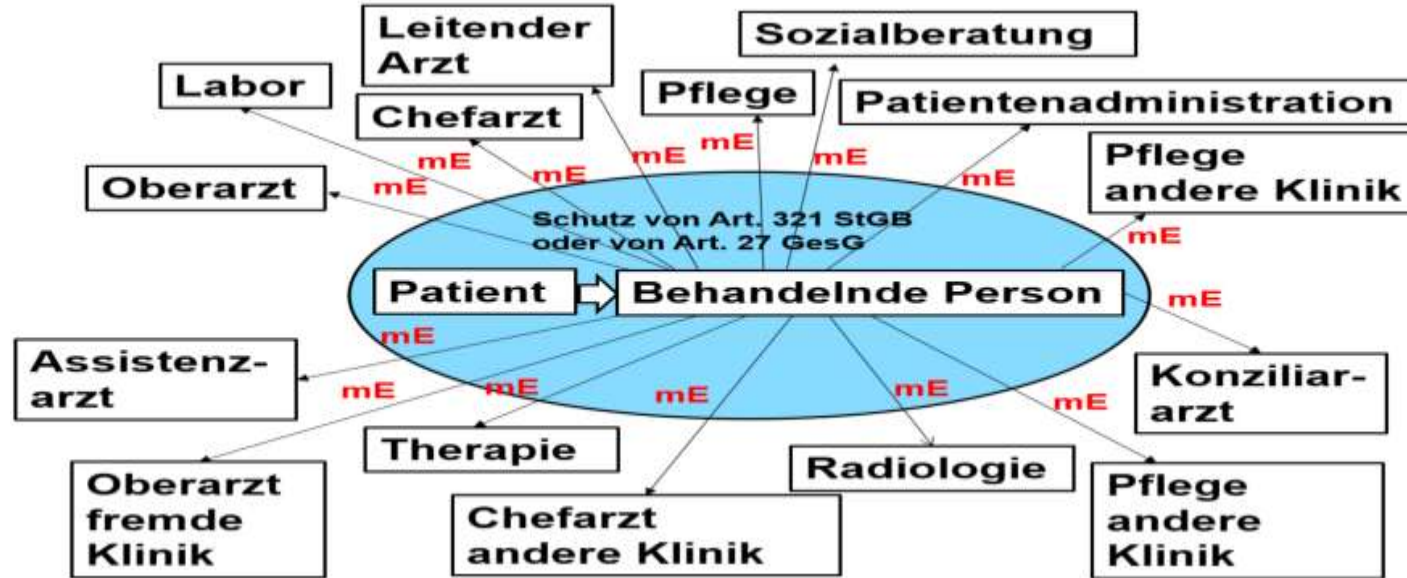 Leitender
Arzt
Sozialberatung
Labor
Pflege
Patientenadministration
Chefarzt
Pflege
andere Klinik
mE
mE
mE
mE
mE
mE
mE
mE
Oberarzt
Schutz von Art. 321 StGB
oder von Art. 27 GesG
Patient
Behandelnde Person
mE
mE
mE
mE
mE
mE
mE
Assistenz-
arzt
Konziliar-
arzt
Therapie
Radiologie
Oberarzt
fremde
Klinik
Chefarzt
andere Klinik
Pflege
andere
Klinik